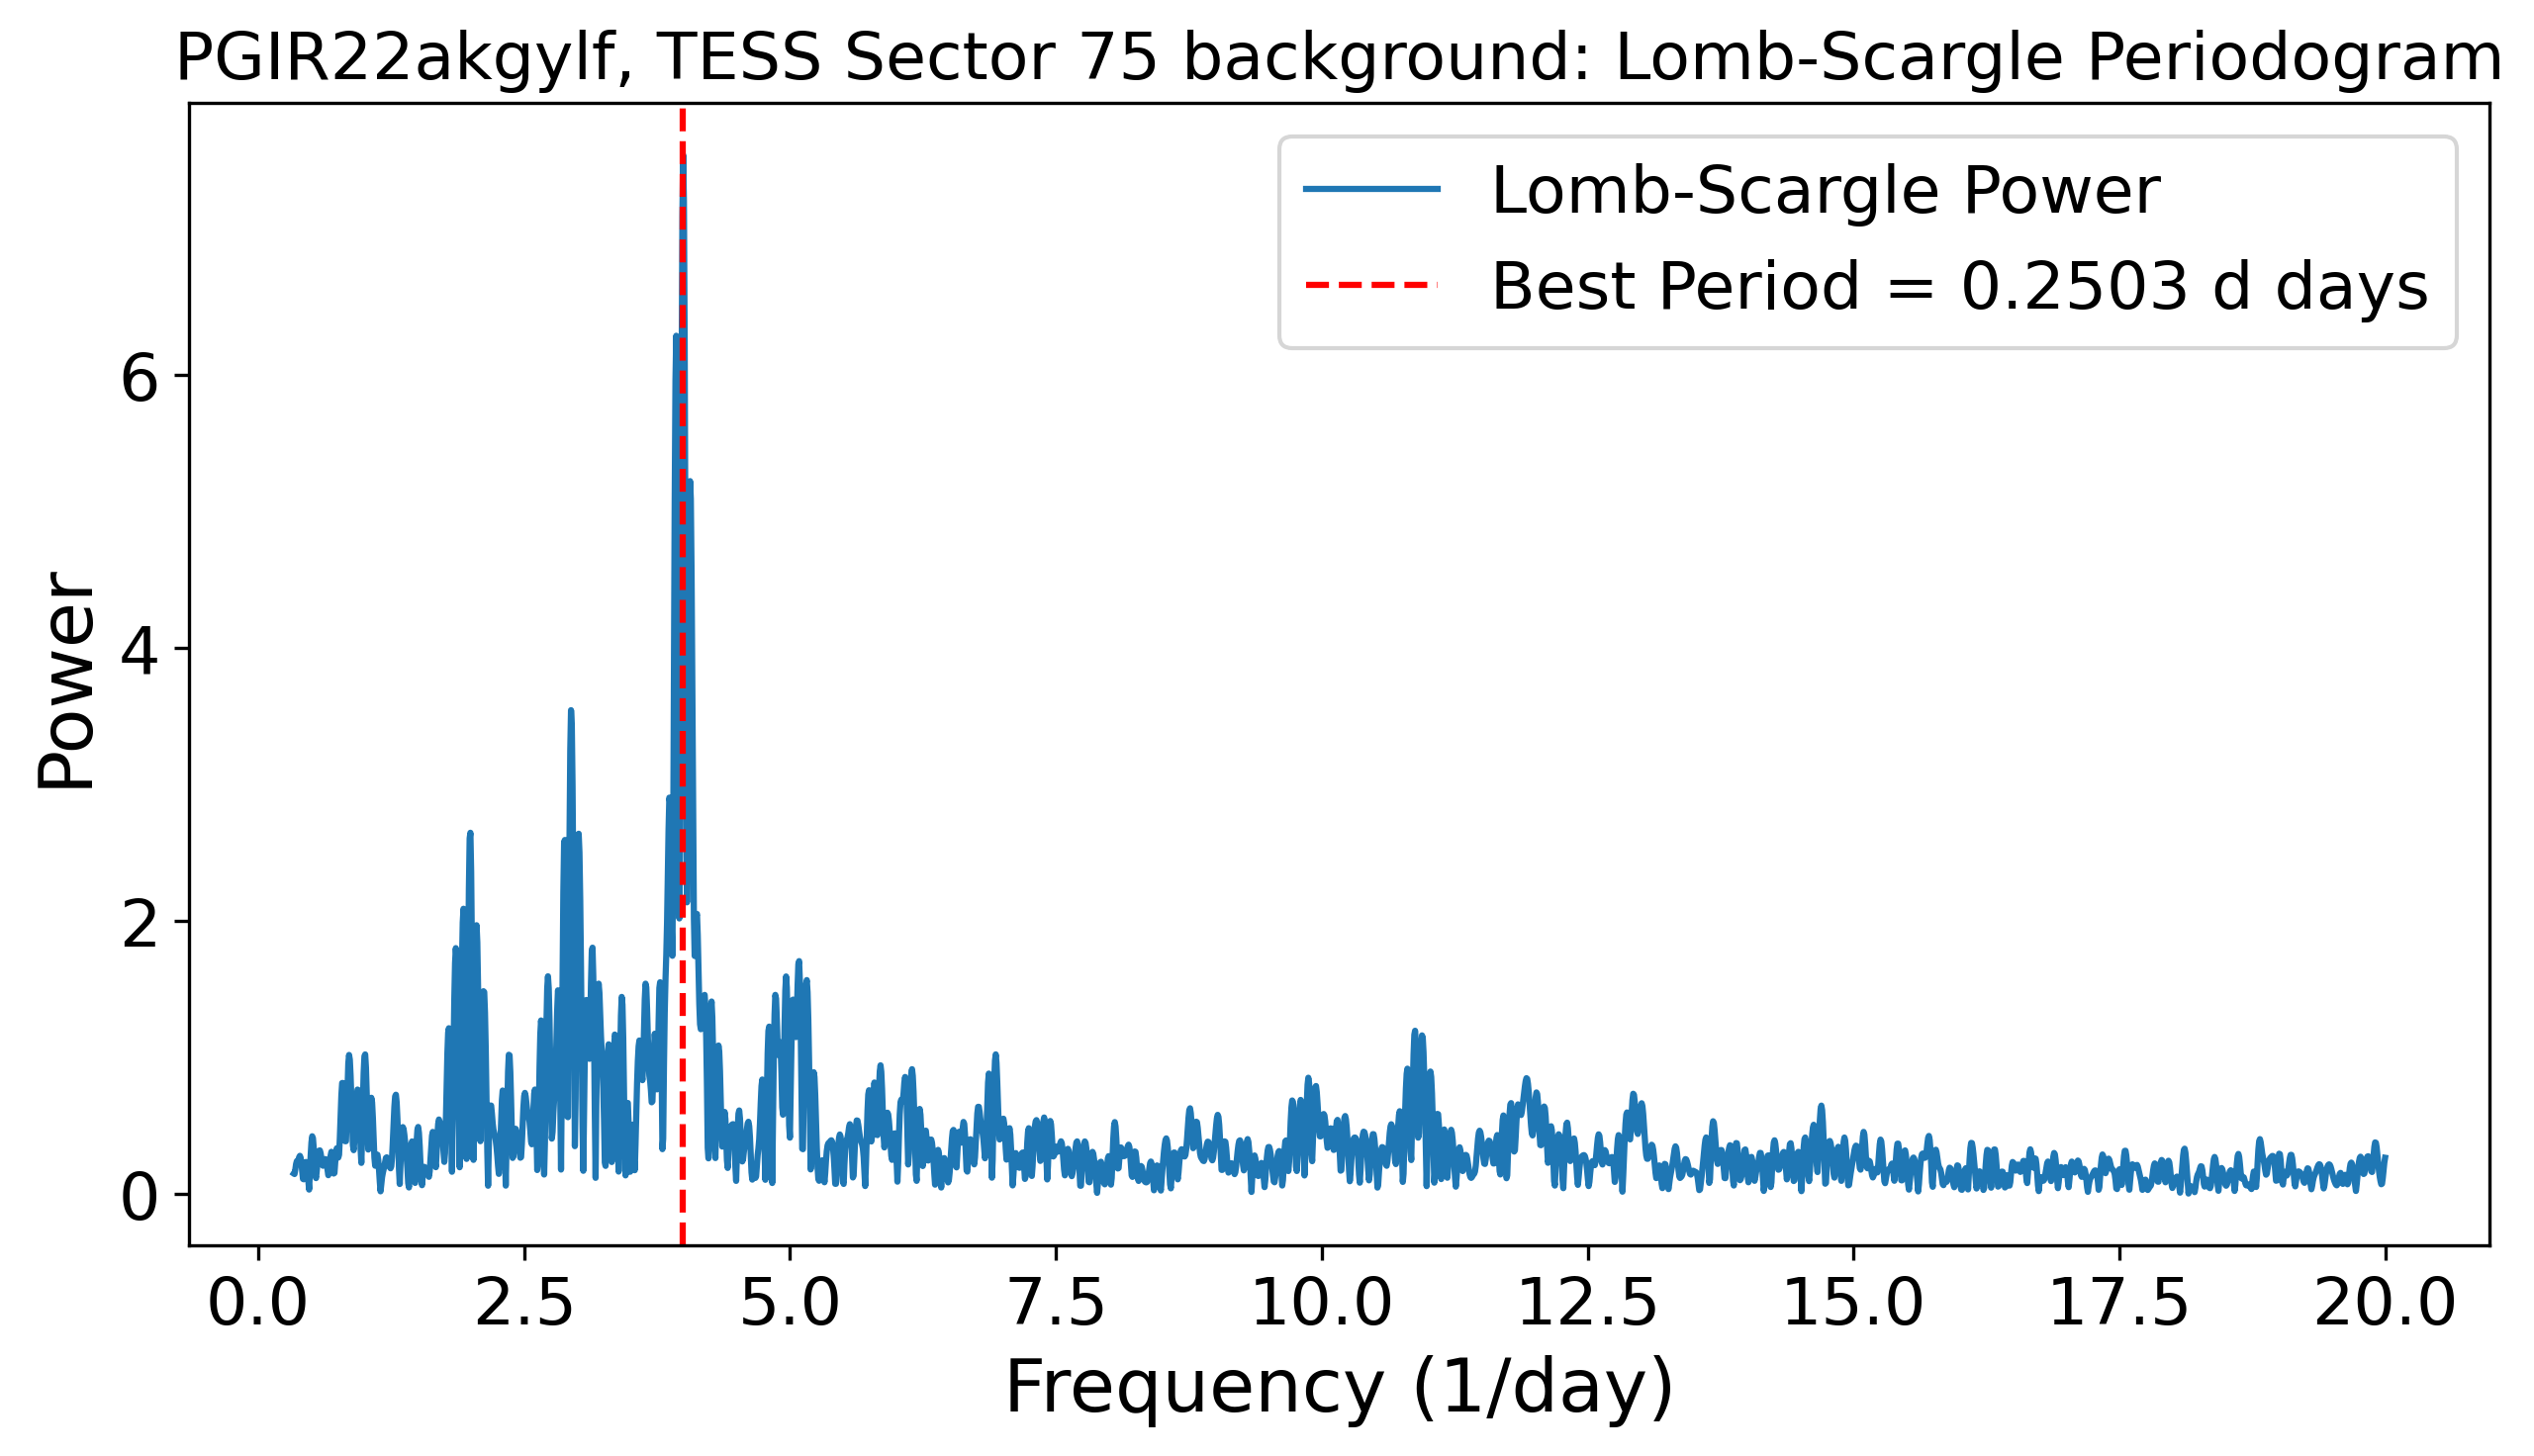 PGIR22akgylf, TESS Sector 75 background: Lomb-Scargle Periodogram
Lomb-Scargle Power
Best Period = 0.2503 d days
Power
6
4
2
0
0.0 2.5 5.0 7.5 10.0 12.5 15.0 17.5 20.0
Frequency (1/day)